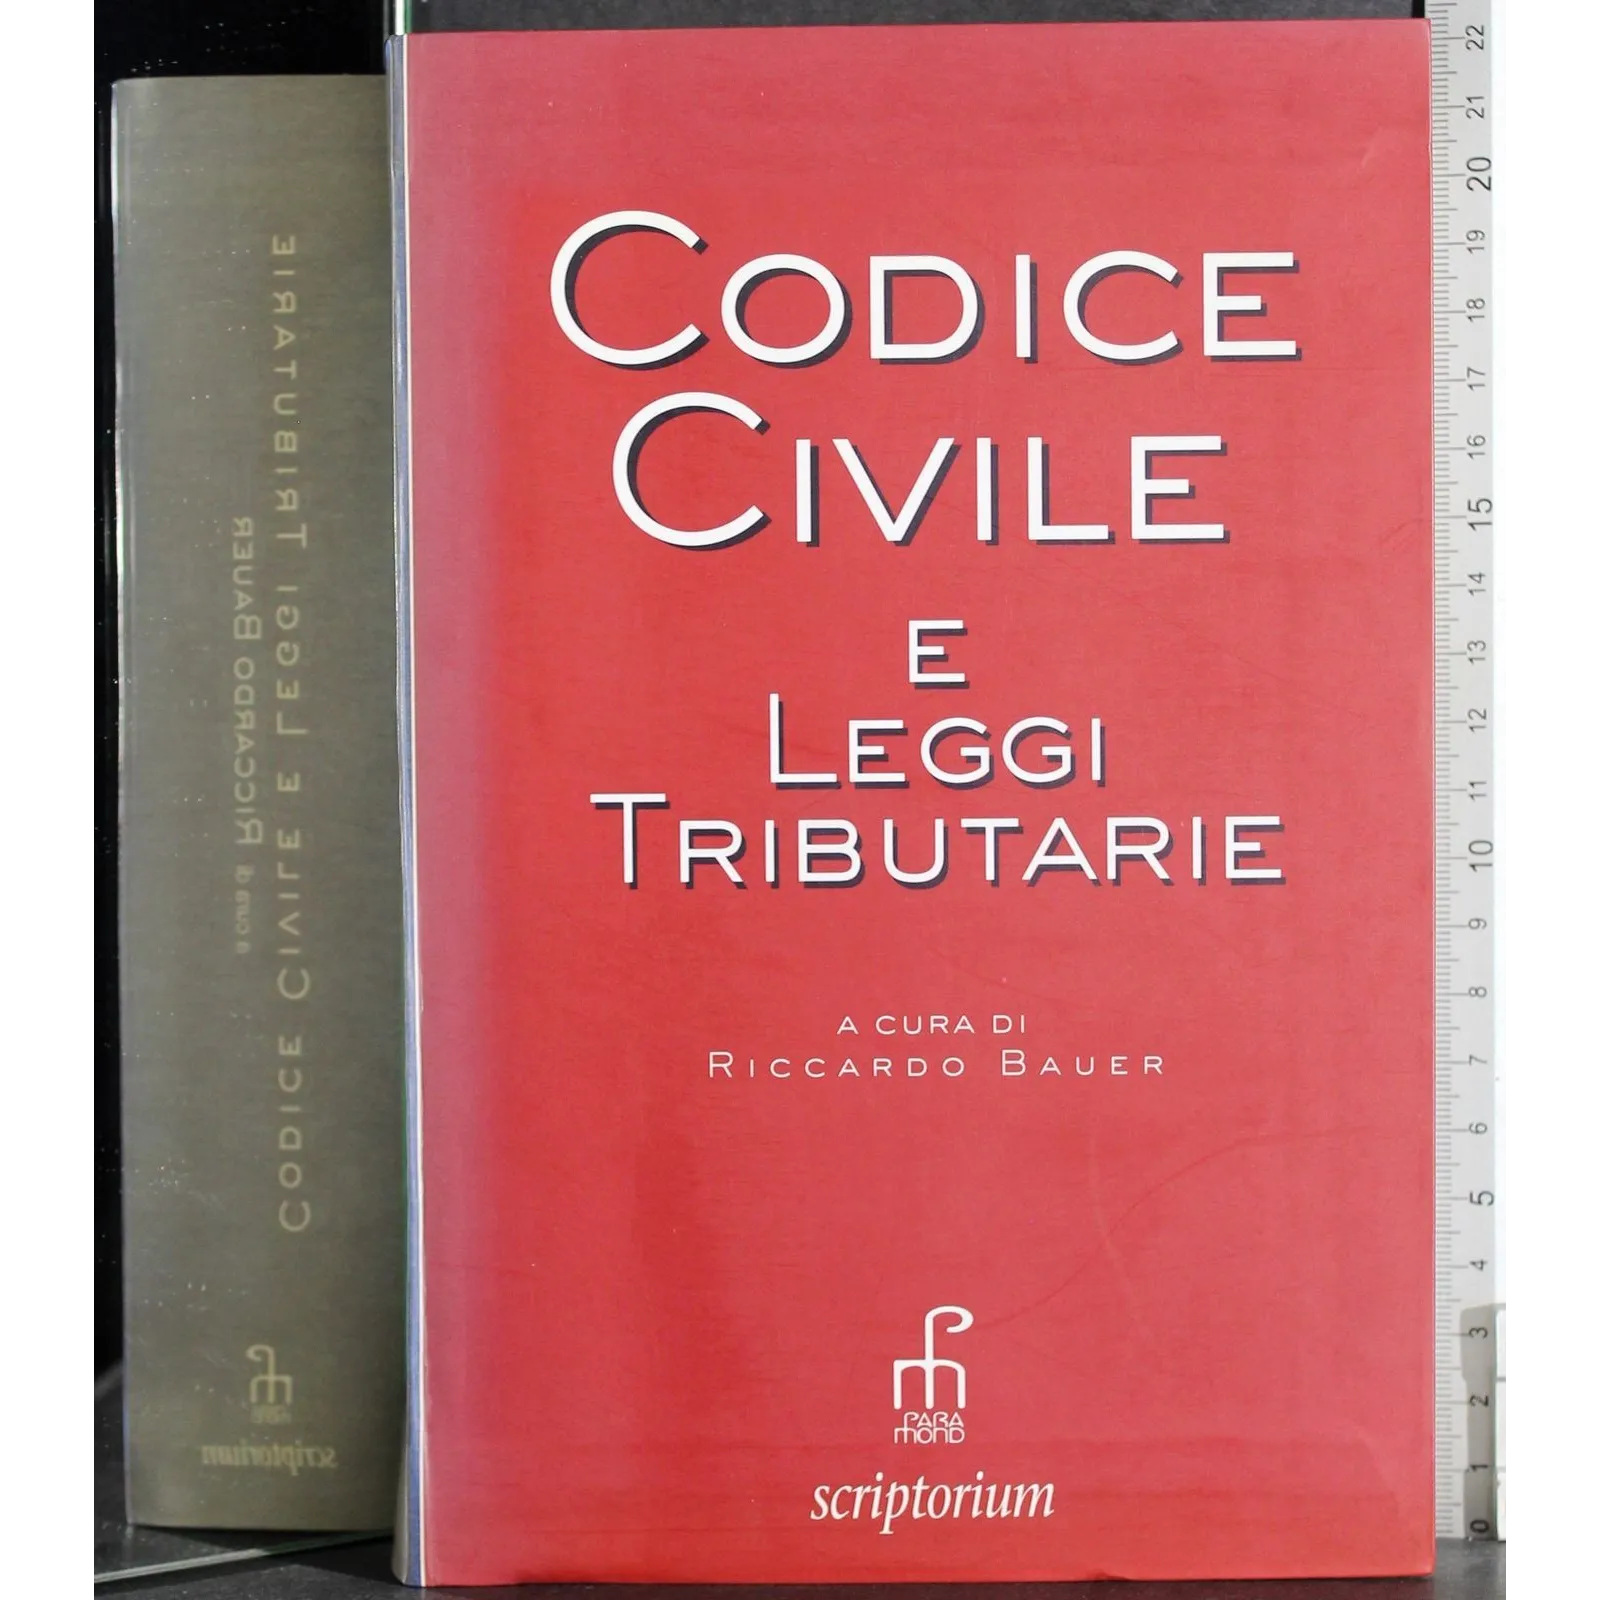 CODICE
CIVILE
E
LEGGI
TRIBUTARIE
A CURA DI
RICCARDO BAUER
PARA
MOND
scriptorium
CODICE CIVILE E LEGGI TRIBUTARIE
a cura di RICCARDO BAUER
scriptorium
22
21
20
19
18
17
16
15
14
13
12
11
10
9
8
7
6
5
4
3
2
1
0